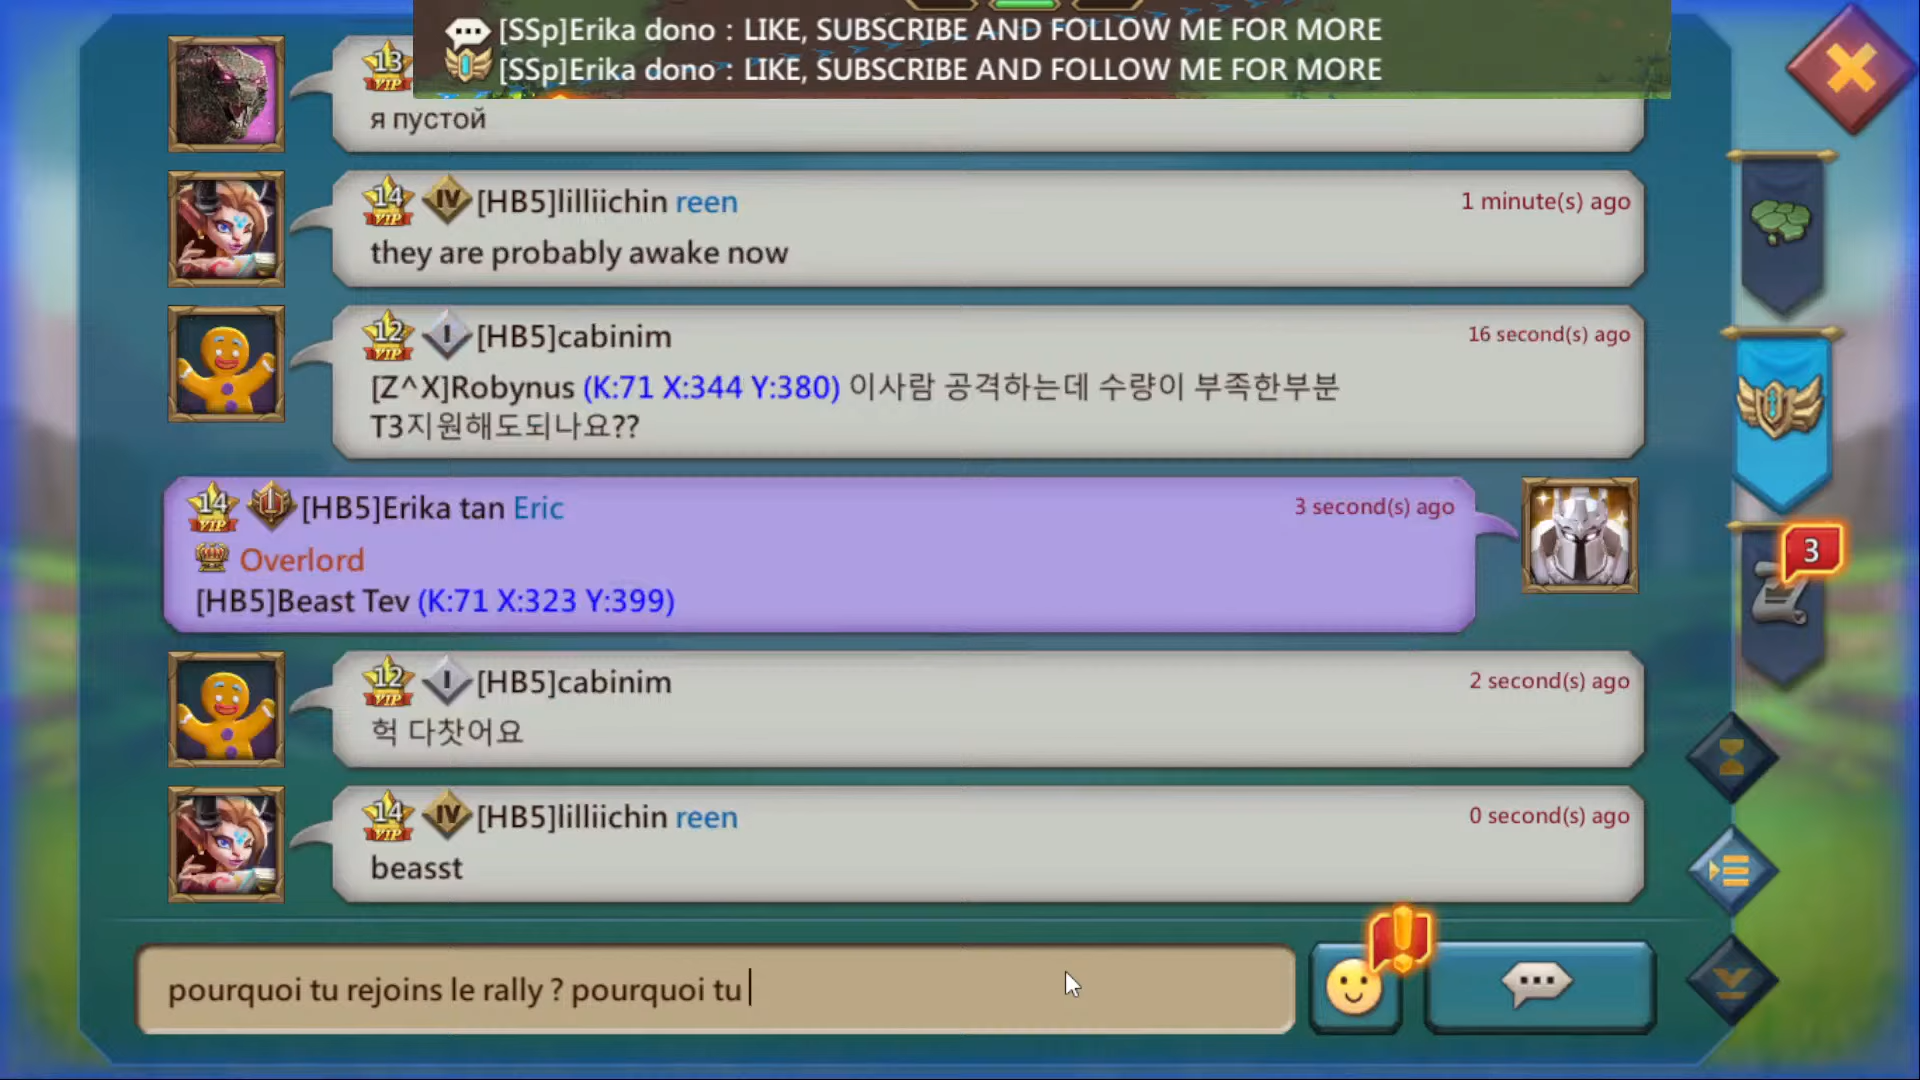 [SSp]Erika dono : LIKE, SUBSCRIBE AND FOLLOW ME FOR MORE
[SSp]Erika dono : LIKE, SUBSCRIBE AND FOLLOW ME FOR MORE
13 VIP
я пустой
14 VIP IV [HB5]lilliichin reen 1 minute(s) ago
they are probably awake now
12 VIP I [HB5]cabinim 16 second(s) ago
[Z^X]Robynus (K:71 X:344 Y:380) 이사람 공격하는데 수량이 부족한부분
T3지원해도되나요??
14 VIP I [HB5]Erika tan Eric 3 second(s) ago
Overlord
[HB5]Beast Tev (K:71 X:323 Y:399)
3
12 VIP I [HB5]cabinim 2 second(s) ago
헉 다찻어요
14 VIP IV [HB5]lilliichin reen 0 second(s) ago
beasst
pourquoi tu rejoins le rally ? pourquoi tu